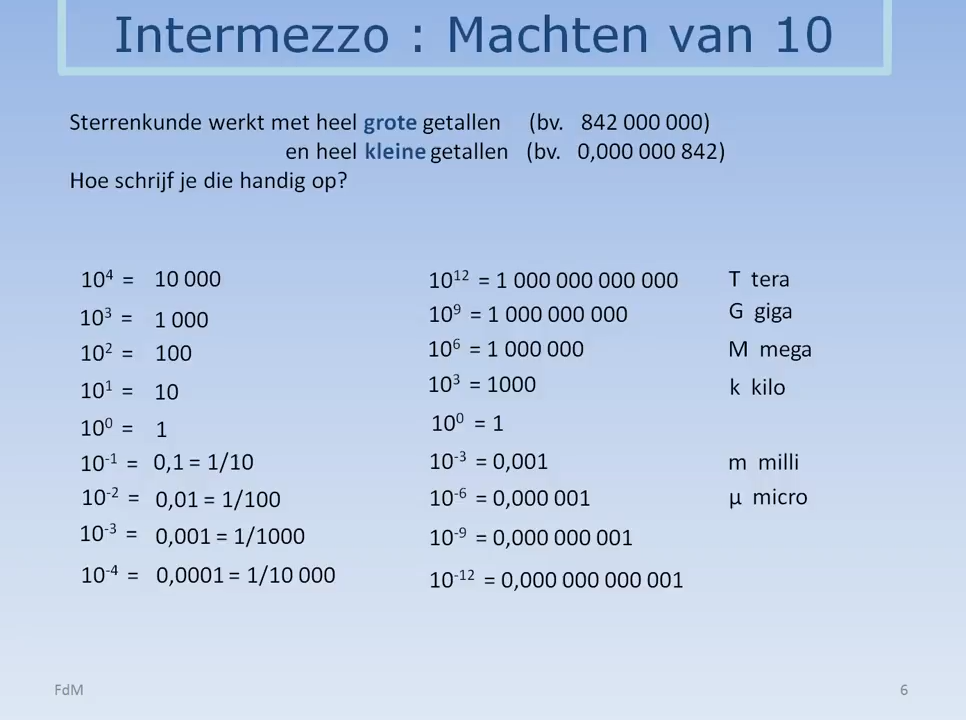 Intermezzo : Machten van 10
Sterrenkunde werkt met heel grote getallen (bv. 842 000 000)
en heel kleine getallen (bv. 0,000 000 842)
Hoe schrijf je die handig op?
10⁴ = 10 000
10³ = 1 000
10² = 100
10¹ = 10
10⁰ = 1
10⁻¹ = 0,1 = 1/10
10⁻² = 0,01 = 1/100
10⁻³ = 0,001 = 1/1000
10⁻⁴ = 0,0001 = 1/10 000
10¹² = 1 000 000 000 000 T tera
10⁹ = 1 000 000 000 G giga
10⁶ = 1 000 000 M mega
10³ = 1000 k kilo
10⁰ = 1
10⁻³ = 0,001 m milli
10⁻⁶ = 0,000 001 µ micro
10⁻⁹ = 0,000 000 001
10⁻¹² = 0,000 000 000 001
FdM 6